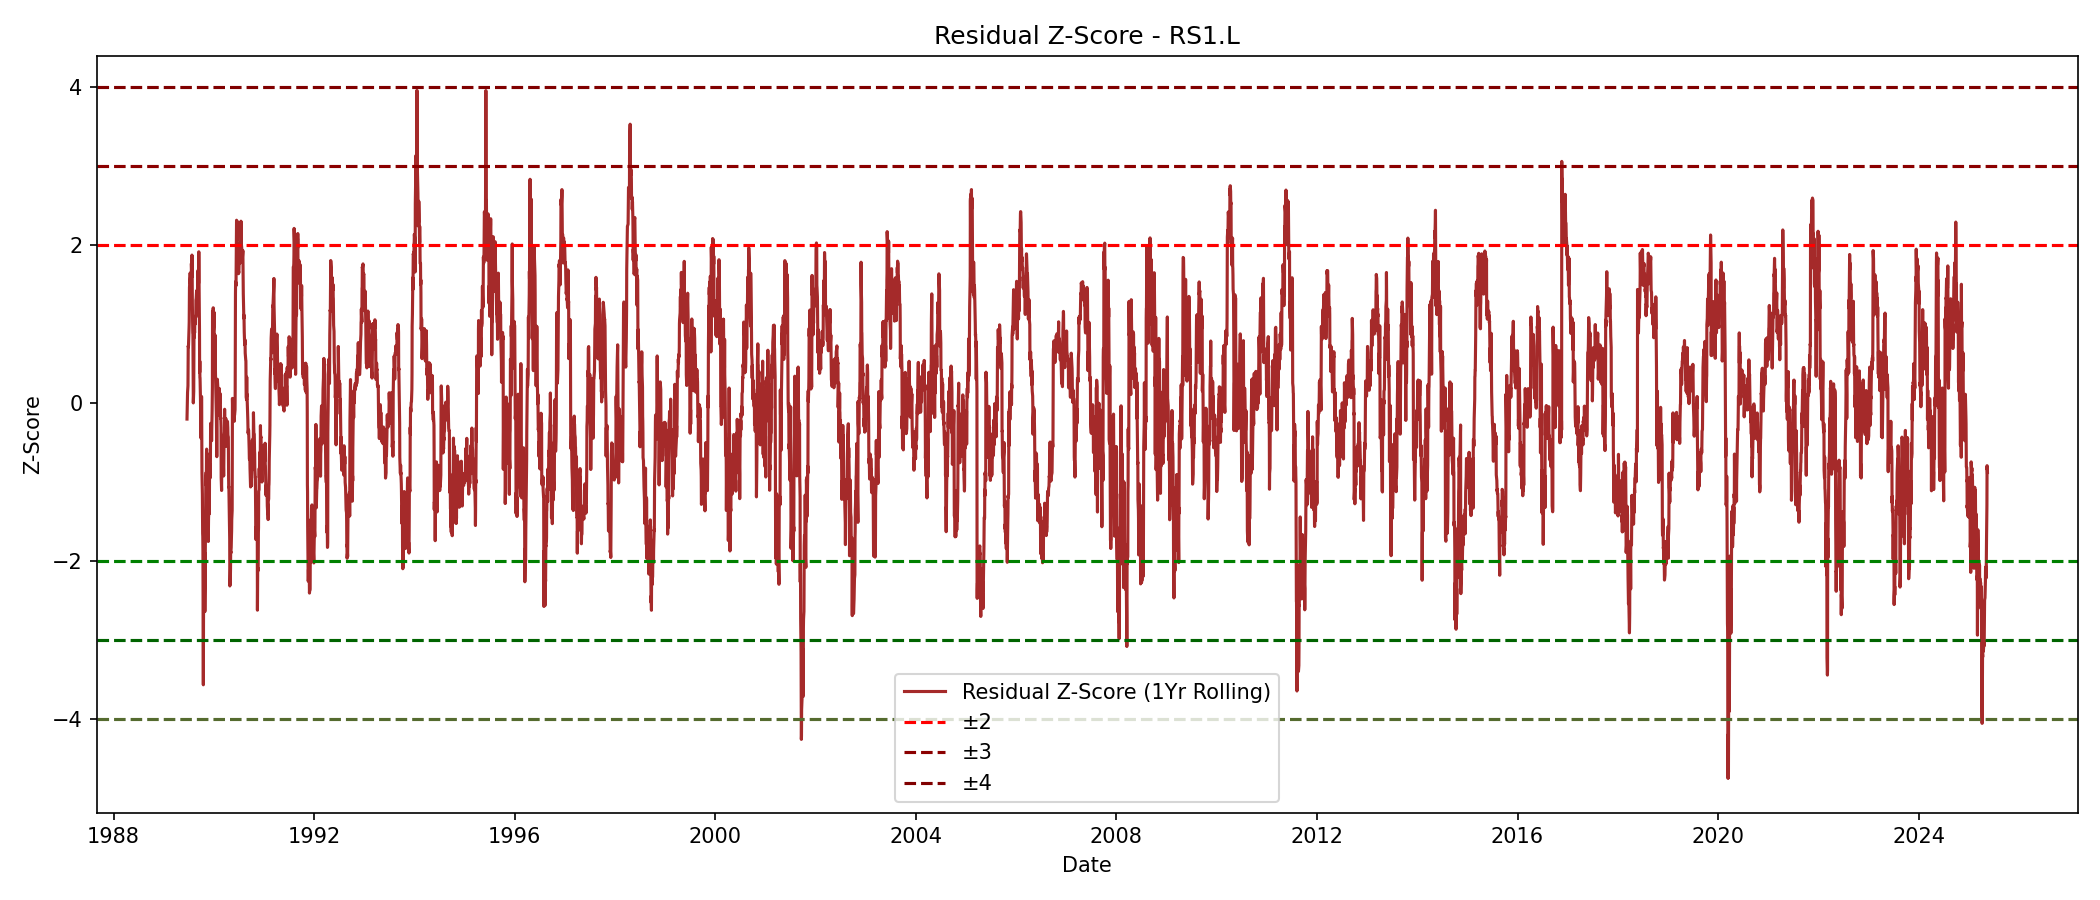 Residual Z-Score - RS1.L
Z-Score
4
2
0
−2
−4
Residual Z-Score (1Yr Rolling)
±2
±3
±4
1988 1992 1996 2000 2004 2008 2012 2016 2020 2024
Date